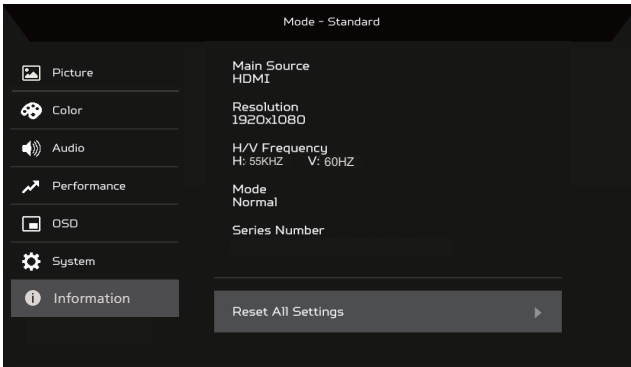 Mode - Standard
Picture
Color
Audio
Performance
OSD
System
Information
Main Source
HDMI
Resolution
1920x1080
H/V Frequency
H: 55KHZ V: 60HZ
Mode
Normal
Series Number
Reset All Settings